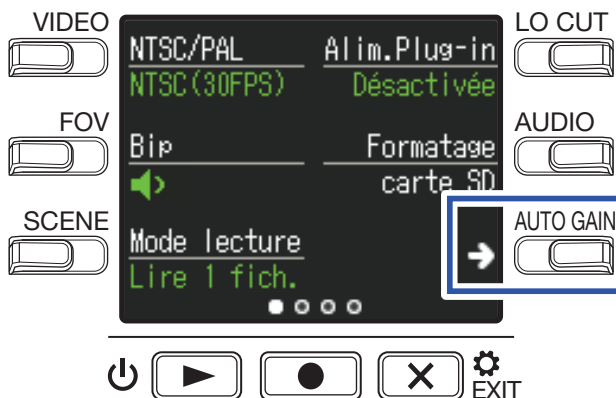 VIDEO
LO CUT
NTSC/PAL
Alim.Plug-in
NTSC(30FPS)
Désactivée
FOV
AUDIO
Bip
Formatage
carte SD
SCENE
AUTO GAIN
Mode lecture
Lire 1 fich.
EXIT